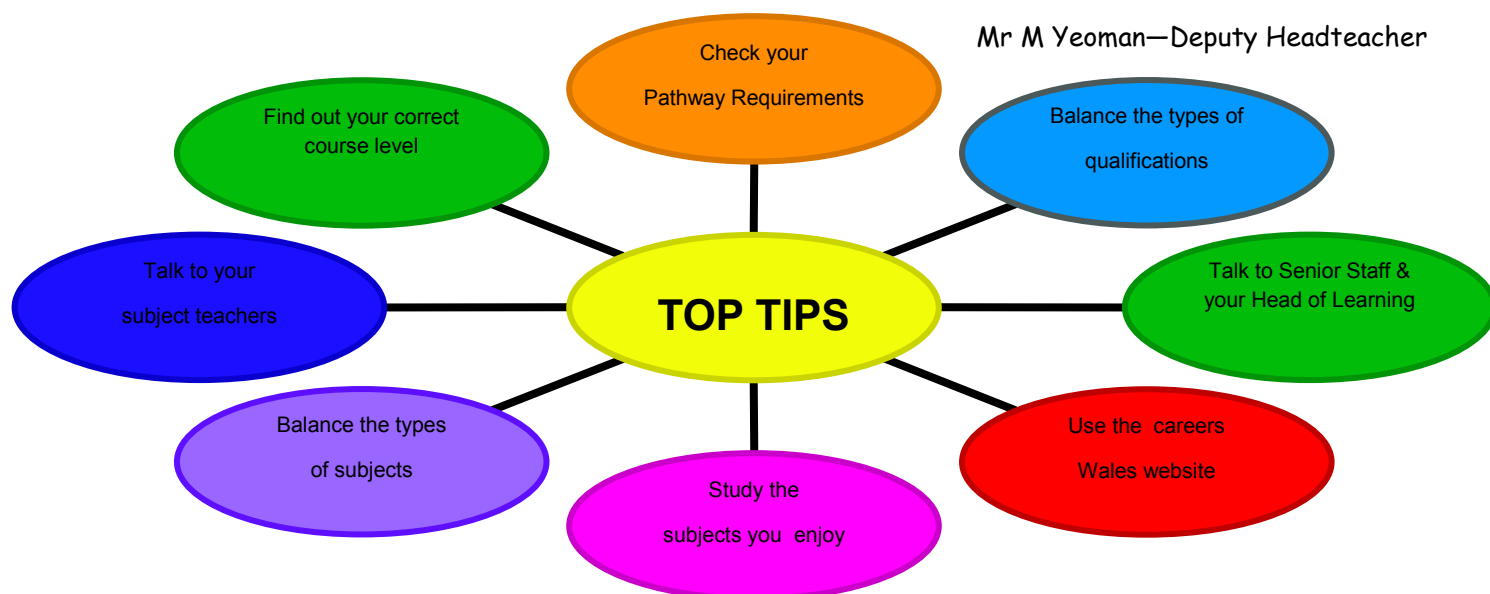 Mr M Yeoman—Deputy Headteacher
Check your
Pathway Requirements
Find out your correct
course level
Balance the types of
qualifications
Talk to your
subject teachers
TOP TIPS
Talk to Senior Staff &
your Head of Learning
Balance the types
of subjects
Use the  careers
Wales website
Study the
subjects you  enjoy